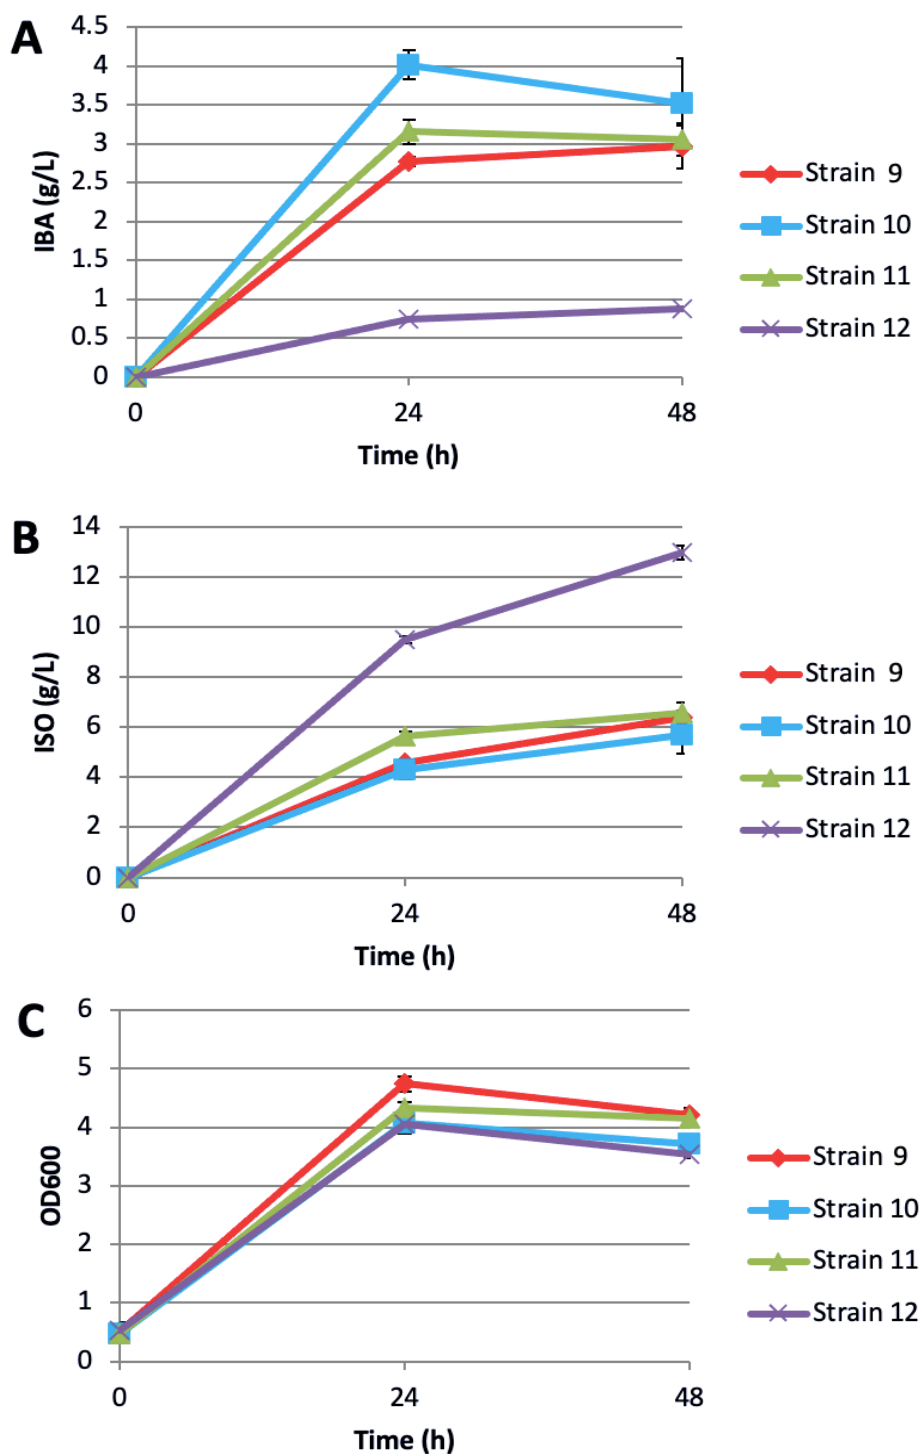 A
4.5
4
3.5
3
2.5
2
1.5
1
0.5
0
IBA (g/L)
0 24 48
Time (h)
Strain 9
Strain 10
Strain 11
Strain 12
B
14
12
10
8
6
4
2
0
ISO (g/L)
0 24 48
Time (h)
Strain 9
Strain 10
Strain 11
Strain 12
C
6
5
4
3
2
1
0
OD600
0 24 48
Time (h)
Strain 9
Strain 10
Strain 11
Strain 12